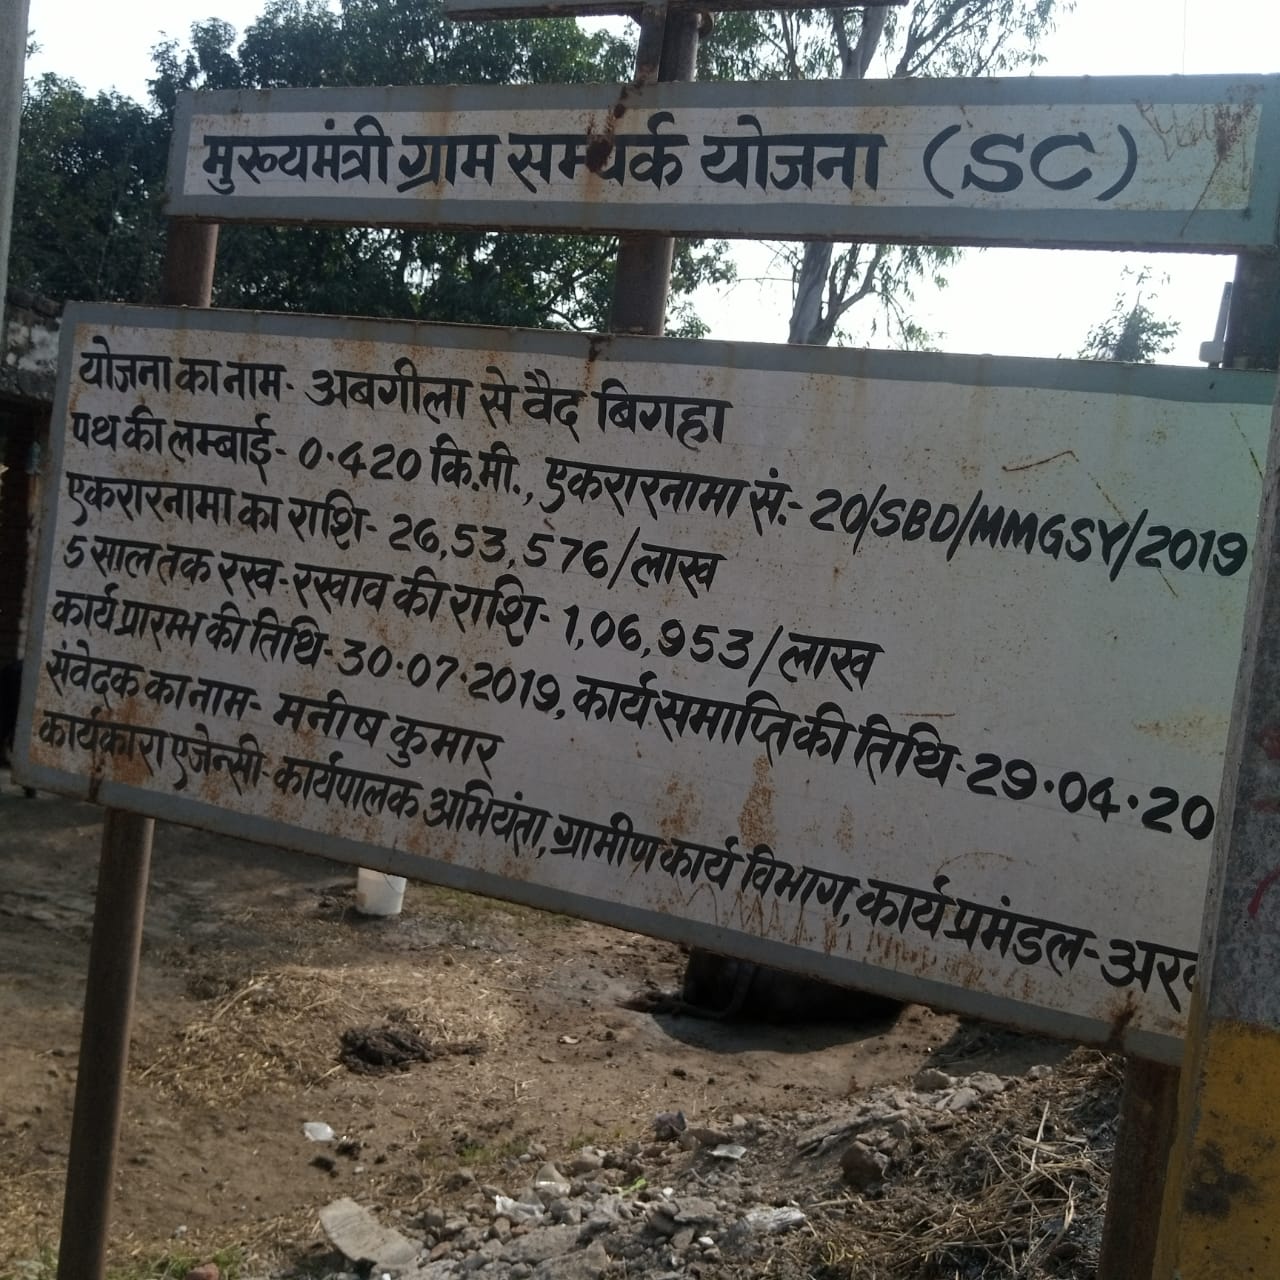 मुख्यमंत्री ग्राम सम्पर्क योजना (SC)
योजना का नाम- अबगीला से वैद बिगहा
पथ की लम्बाई- 0.420 कि.मी., एकरारनामा सं.- 20/SBD/MMGSY/2019
एकरारनामा का राशि- 26,53,576/लाख
5 साल तक रख-रखाव की राशि- 1,06,953/लाख
कार्य प्रारम्भ की तिथि- 30.07.2019, कार्य समाप्ति की तिथि-29.04.20
संवेदक का नाम- मनीष कुमार
कार्यकारा एजेन्सी- कार्यपालक अभियंता, ग्रामीण कार्य विभाग, कार्य प्रमंडल-